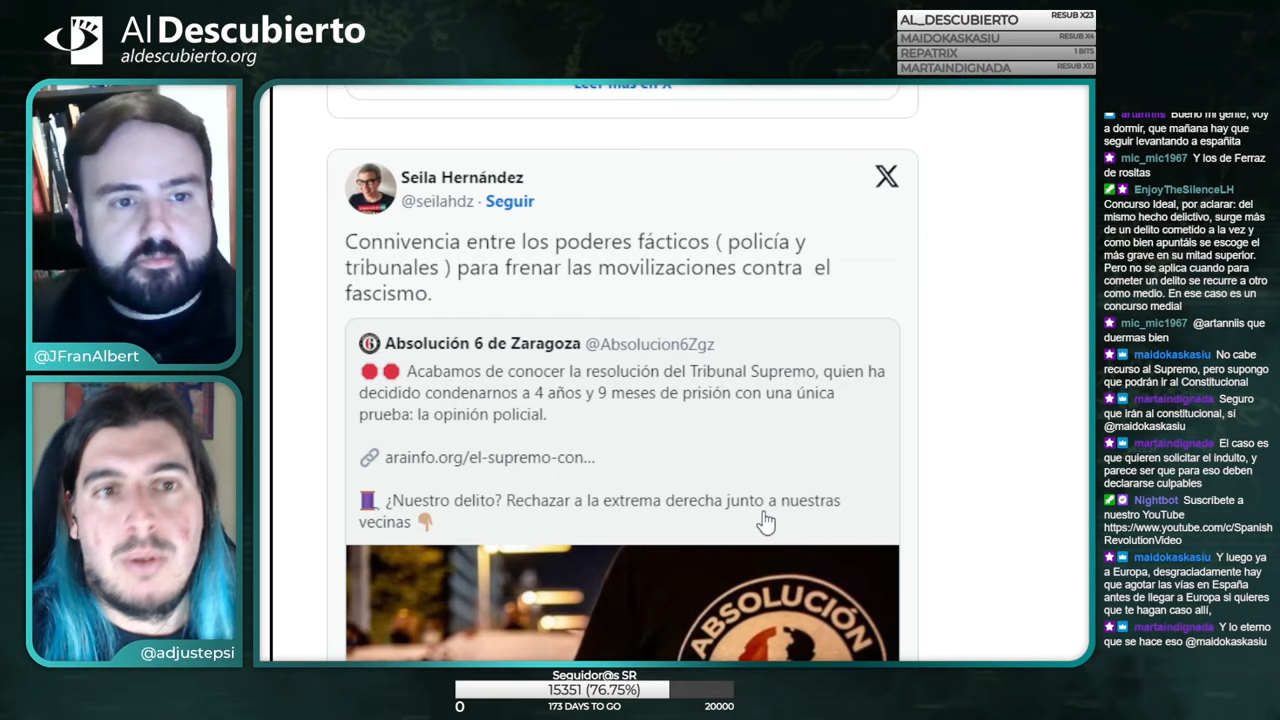 Al Descubierto
aldescubierto.org
AL_DESCUBIERTO RESUB X23
MAIDOKASKASIU RESUB X4
REPATRIX 1 BITS
MARTAINDIGNADA RESUB X13
@JFranAlbert
@adjustepsi
Leer más en X
Seila Hernández
@seilahdz · Seguir
Connivencia entre los poderes fácticos ( policía y
tribunales ) para frenar las movilizaciones contra el
fascismo.
Absolución 6 de Zaragoza @Absolucion6Zgz
Acabamos de conocer la resolución del Tribunal Supremo, quien ha
decidido condenarnos a 4 años y 9 meses de prisión con una única
prueba: la opinión policial.
arainfo.org/el-supremo-con...
¿Nuestro delito? Rechazar a la extrema derecha junto a nuestras
vecinas
ABSOLUCIÓN
artanniis Bueno mi gente, voy
a dormir, que mañana hay que
seguir levantando a españita
mic_mic1967 Y los de Ferraz
de rositas
EnjoyTheSilenceLH
Concurso Ideal, por aclarar: del
mismo hecho delictivo, surge más
de un delito cometido a la vez y
como bien apuntáis se escoge el
más grave en su mitad superior.
Pero no se aplica cuando para
cometer un delito se recurre a otro
como medio. En ese caso es un
concurso medial
mic_mic1967 @artanniis que
duermas bien
maidokaskasiu No cabe
recurso al Supremo, pero supongo
que podrán ir al Constitucional
martaindignada Seguro
que irán al constitucional, sí
@maidokaskasiu
martaindignada El caso es
que quieren solicitar el indulto, y
parece ser que para eso deben
declararse culpables
Nightbot Suscríbete a
nuestro YouTube
https://www.youtube.com/c/Spanish
RevolutionVideo
maidokaskasiu Y luego ya
a Europa, desgraciadamente hay
que agotar las vías en España
antes de llegar a Europa si quieres
que te hagan caso allí,
martaindignada Y lo eterno
que se hace eso @maidokaskasiu
Seguidor@s SR
15351 (76.75%)
0 173 DAYS TO GO 20000